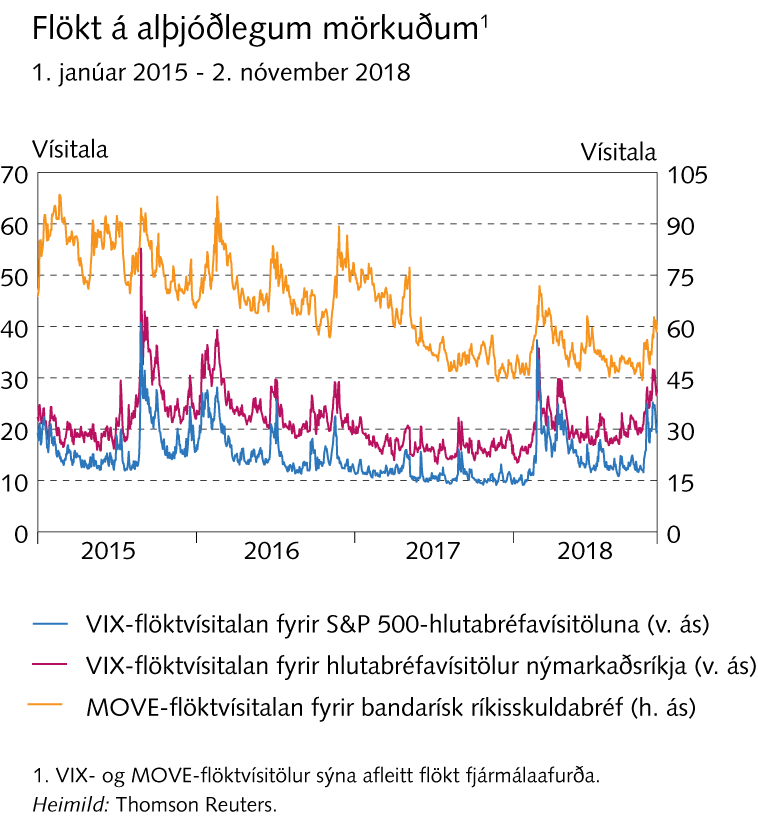 Flökt á alþjóðlegum mörkuðum¹
1. janúar 2015 - 2. nóvember 2018
Vísitala Vísitala
70 105
60 90
50 75
40 60
30 45
20 30
10 15
0 0
2015 2016 2017 2018
VIX-flöktvísitalan fyrir S&P 500-hlutabréfavísitöluna (v. ás)
VIX-flöktvísitalan fyrir hlutabréfavísitölur nýmarkaðsríkja (v. ás)
MOVE-flöktvísitalan fyrir bandarísk ríkisskuldabréf (h. ás)
1. VIX- og MOVE-flöktvísitölur sýna afleitt flökt fjármálaafurða.
Heimild: Thomson Reuters.